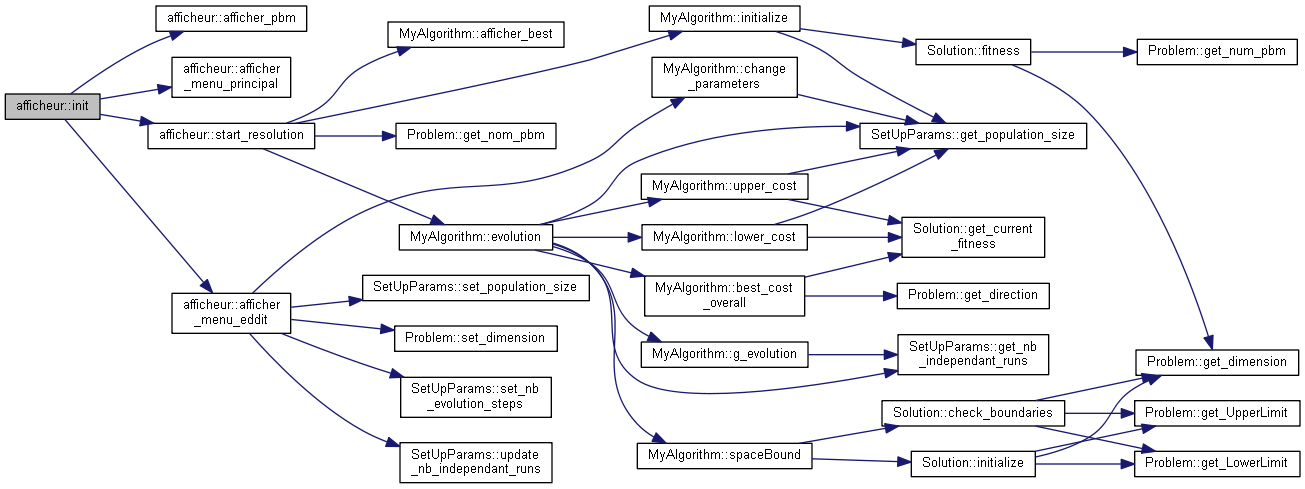 afficheur::init
afficheur::afficher_pbm
afficheur::afficher
_menu_principal
afficheur::start_resolution
afficheur::afficher
_menu_eddit
MyAlgorithm::afficher_best
Problem::get_nom_pbm
MyAlgorithm::evolution
SetUpParams::set_population_size
Problem::set_dimension
SetUpParams::set_nb
_evolution_steps
SetUpParams::update
_nb_independant_runs
MyAlgorithm::initialize
MyAlgorithm::change
_parameters
MyAlgorithm::upper_cost
MyAlgorithm::lower_cost
MyAlgorithm::best_cost
_overall
MyAlgorithm::g_evolution
MyAlgorithm::spaceBound
Solution::fitness
SetUpParams::get_population_size
Solution::get_current
_fitness
Problem::get_direction
SetUpParams::get_nb
_independant_runs
Solution::check_boundaries
Solution::initialize
Problem::get_num_pbm
Problem::get_dimension
Problem::get_UpperLimit
Problem::get_LowerLimit